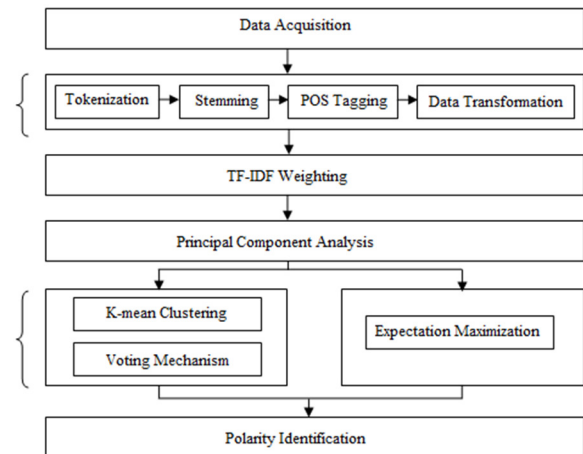 Data Acquisition
Tokenization
Stemming
POS Tagging
Data Transformation
TF-IDF Weighting
Principal Component Analysis
K-mean Clustering
Voting Mechanism
Expectation Maximization
Polarity Identification